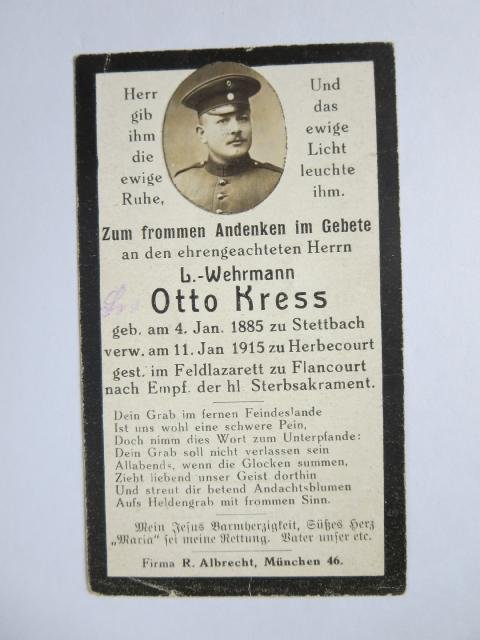 Herr
gib
ihm
die
ewige
Ruhe,
Und
das
ewige
Licht
leuchte
ihm.
Zum frommen Andenken im Gebete
an den ehrengeachteten Herrn
L.-Wehrmann
Otto Kress
geb. am 4. Jan. 1885 zu Stettbach
verw. am 11. Jan 1915 zu Herbecourt
gest. im Feldlazarett zu Flancourt
nach Empf. der hl. Sterbsakrament.
Dein Grab im fernen Feindeslande
Ist uns wohl eine schwere Pein,
Doch nimm dies Wort zum Unterpfande:
Dein Grab soll nicht verlassen sein
Allabends, wenn die Glocken summen,
Zieht liebend unser Geist dorthin
Und streut dir betend Andachtsblumen
Aufs Heldengrab mit frommen Sinn.
Mein Jesus Barmherzigkeit, Süßes Herz
„Maria" sei meine Rettung. Vater unser etc.
Firma R. Albrecht, München 46.